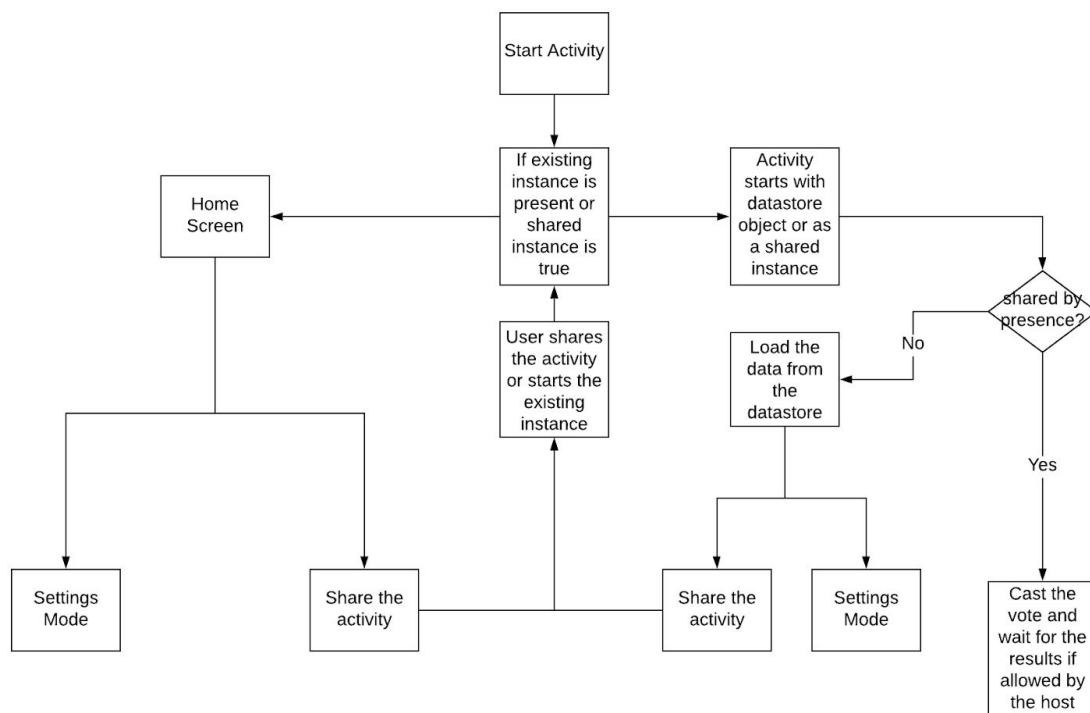 Start Activity
If existing
instance is
present or
shared
instance is
true
Activity
starts with
datastore
object or as
a shared
instance
Home
Screen
shared by
presence?
User shares
the activity
or starts the
existing
instance
Load the
data from
the
datastore
No
Yes
Settings
Mode
Share the
activity
Share the
activity
Settings
Mode
Cast the
vote and
wait for the
results if
allowed by
the host